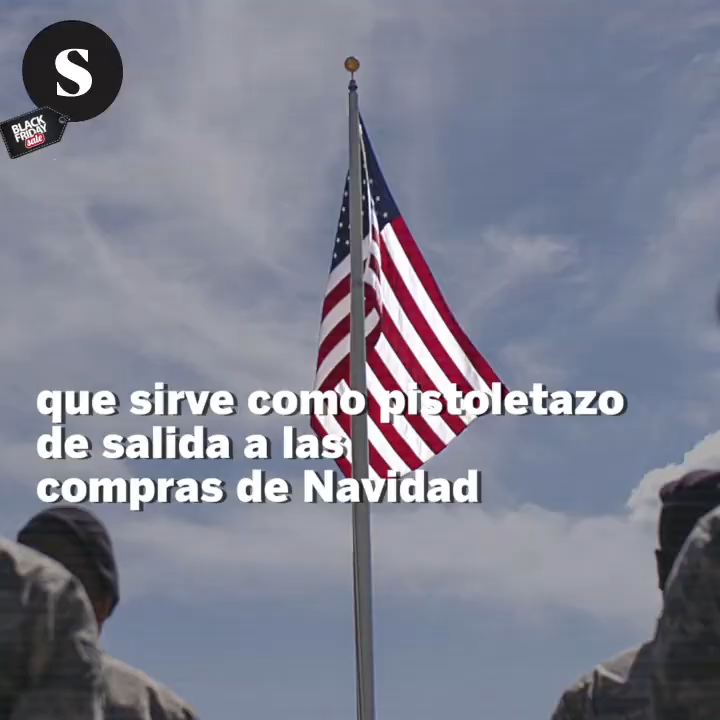 S
BLACK
FRIDAY
sale
que sirve como pistoletazo
de salida a las
compras de Navidad